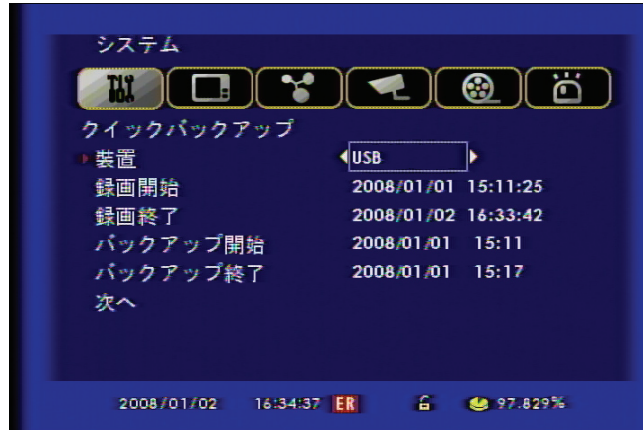 システム
クイックバックアップ
装置 USB
録画開始 2008/01/01 15:11:25
録画終了 2008/01/02 16:33:42
バックアップ開始 2008/01/01 15:11
バックアップ終了 2008/01/01 15:17
次へ
2008/01/02 16:34:37 ER 97.829%